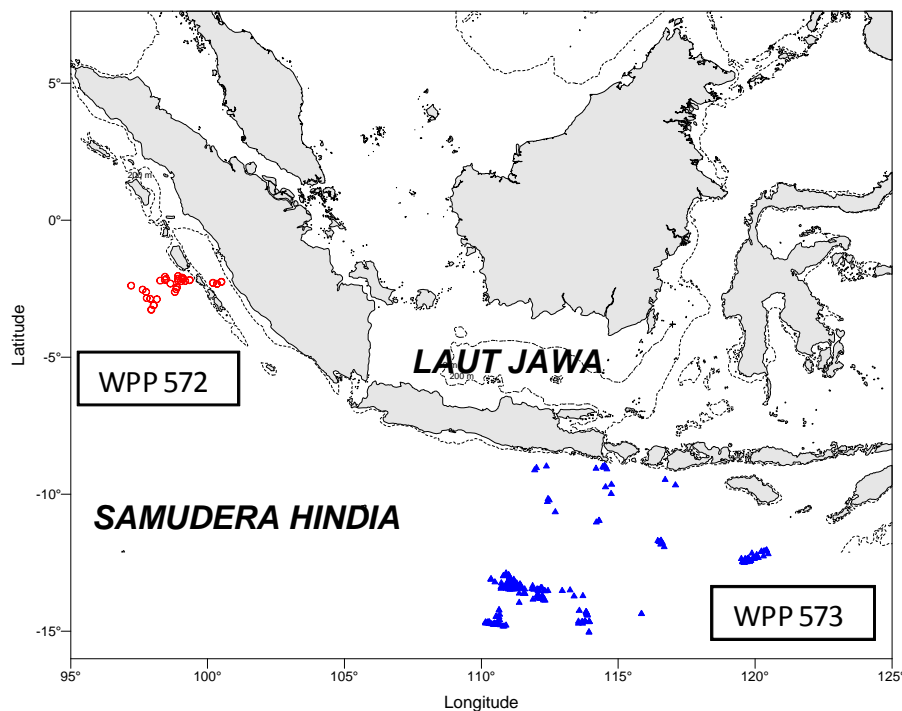 5°
0°
-5°
-10°
-15°
Latitude
200 m
LAUT JAWA
200 m
WPP 572
SAMUDERA HINDIA
WPP 573
95°
100°
105°
110°
115°
120°
125°
Longitude